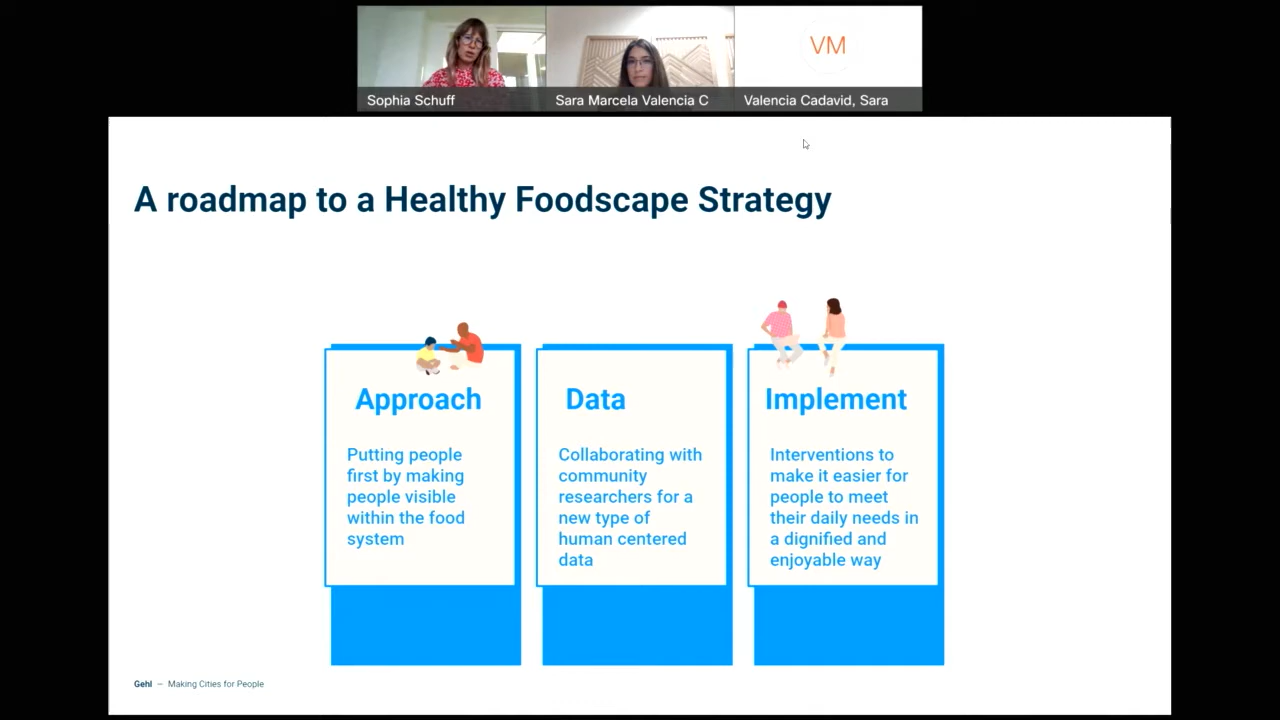 VM
Sophia Schuff
Sara Marcela Valencia C
Valencia Cadavid, Sara
A roadmap to a Healthy Foodscape Strategy
Approach
Putting people
first by making
people visible
within the food
system
Data
Collaborating with
community
researchers for a
new type of
human centered
data
Implement
Interventions to
make it easier for
people to meet
their daily needs in
a dignified and
enjoyable way
Gehl — Making Cities for People